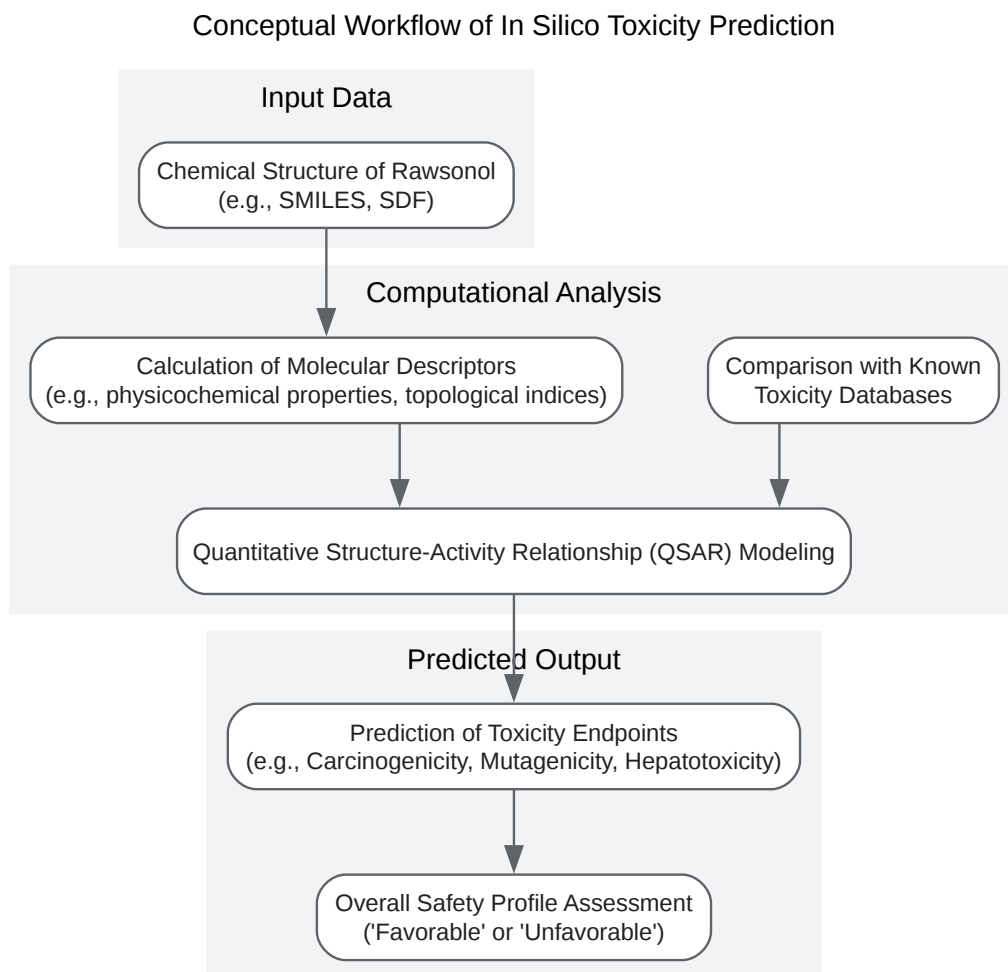 Conceptual Workflow of In Silico Toxicity Prediction
Input Data
Chemical Structure of Rawsonol
(e.g., SMILES, SDF)
Computational Analysis
Calculation of Molecular Descriptors
(e.g., physicochemical properties, topological indices)
Comparison with Known
Toxicity Databases
Quantitative Structure-Activity Relationship (QSAR) Modeling
Predicted Output
Prediction of Toxicity Endpoints
(e.g., Carcinogenicity, Mutagenicity, Hepatotoxicity)
Overall Safety Profile Assessment
('Favorable' or 'Unfavorable')